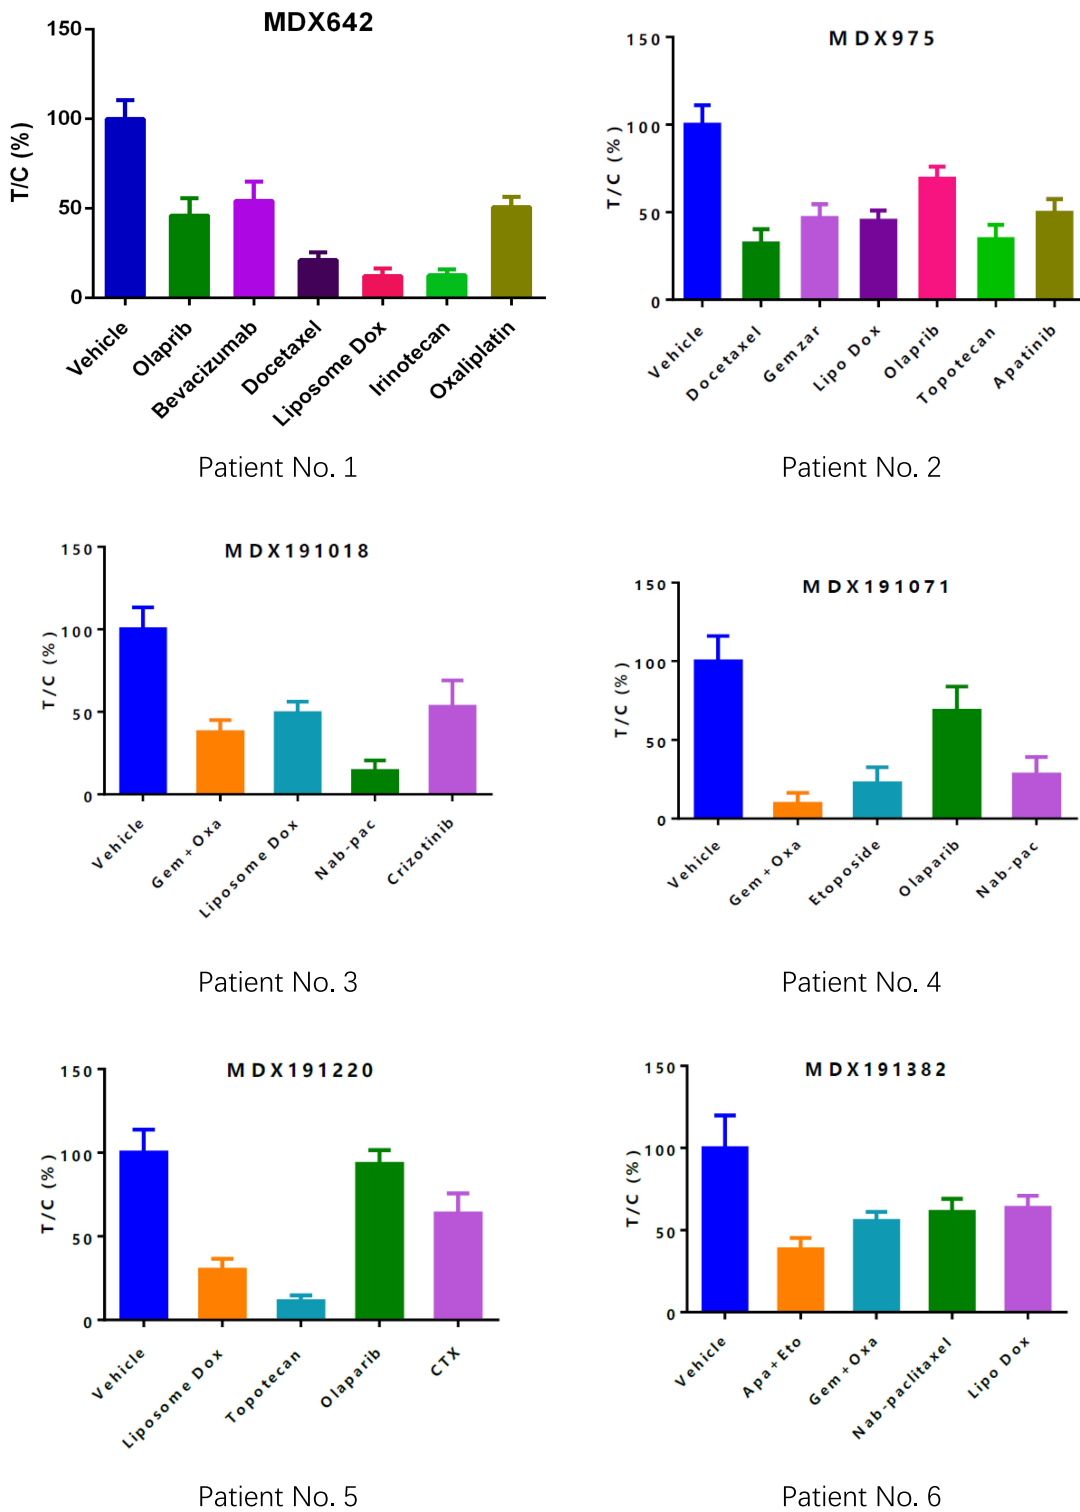 MDX642
T/C (%)
150
100
50
0
Vehicle
Olaprib
Bevacizumab
Docetaxel
Liposome Dox
Irinotecan
Oxaliplatin
Patient No. 1
MDX975
T/C (%)
150
100
50
0
Vehicle
Docetaxel
Gemzar
Lipo Dox
Olaprib
Topotecan
Apatinib
Patient No. 2
MDX191018
T/C (%)
150
100
50
0
Vehicle
Gem+Oxa
Liposome Dox
Nab-pac
Crizotinib
Patient No. 3
MDX191071
T/C (%)
150
100
50
0
Vehicle
Gem+Oxa
Etoposide
Olaparib
Nab-pac
Patient No. 4
MDX191220
T/C (%)
150
100
50
0
Vehicle
Liposome Dox
Topotecan
Olaparib
CTX
Patient No. 5
MDX191382
T/C (%)
150
100
50
0
Vehicle
Apa+Eto
Gem+Oxa
Nab-paclitaxel
Lipo Dox
Patient No. 6